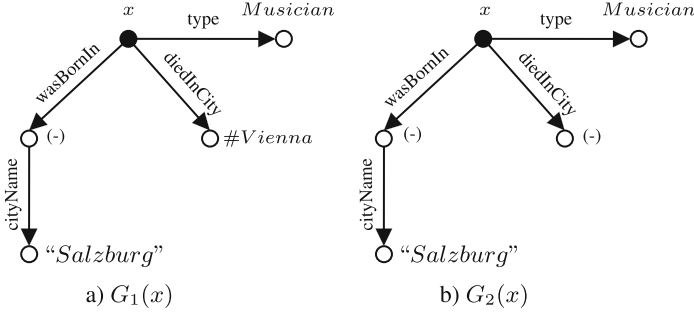 x Musician x Musician
type type
wasBornIn diedInCity wasBornIn diedInCity
(-) #Vienna (-) (-)
cityName cityName
“Salzburg” “Salzburg”
a) G₁(x) b) G₂(x)